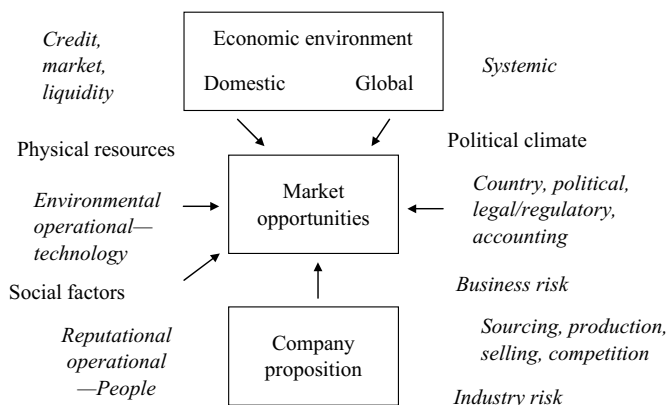 Credit,
market,
liquidity
Economic environment
Domestic Global
Systemic
Physical resources
Political climate
Environmental
operational—
technology
Market
opportunities
Country, political,
legal/regulatory,
accounting
Social factors
Business risk
Reputational
operational
—People
Company
proposition
Sourcing, production,
selling, competition
Industry risk